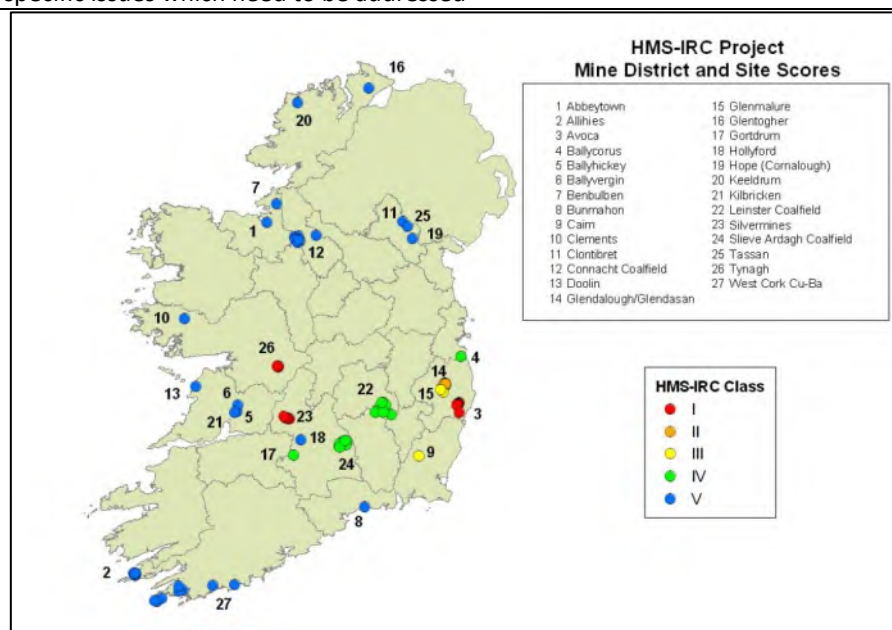 specific issues which need to be addressed
HMS-IRC Project
Mine District and Site Scores
1 Abbeytown
2 Allihies
3 Avoca
4 Ballycorus
5 Ballyhickey
6 Ballyvergin
7 Benbulben
8 Bunmahon
9 Caim
10 Clements
11 Clontibret
12 Connacht Coalfield
13 Doolin
14 Glendalough/Glendasan
15 Glenmalure
16 Glentogher
17 Gortdrum
18 Hollyford
19 Hope (Cornalough)
20 Keeldrum
21 Kilbricken
22 Leinster Coalfield
23 Silvermines
24 Slieve Ardagh Coalfield
25 Tassan
26 Tynagh
27 West Cork Cu-Ba
HMS-IRC Class
I
II
III
IV
V
16
20
7
1
11
25
19
12
10
26
4
14
15
3
13
6
5
21
22
23
18
17
24
9
8
2
27